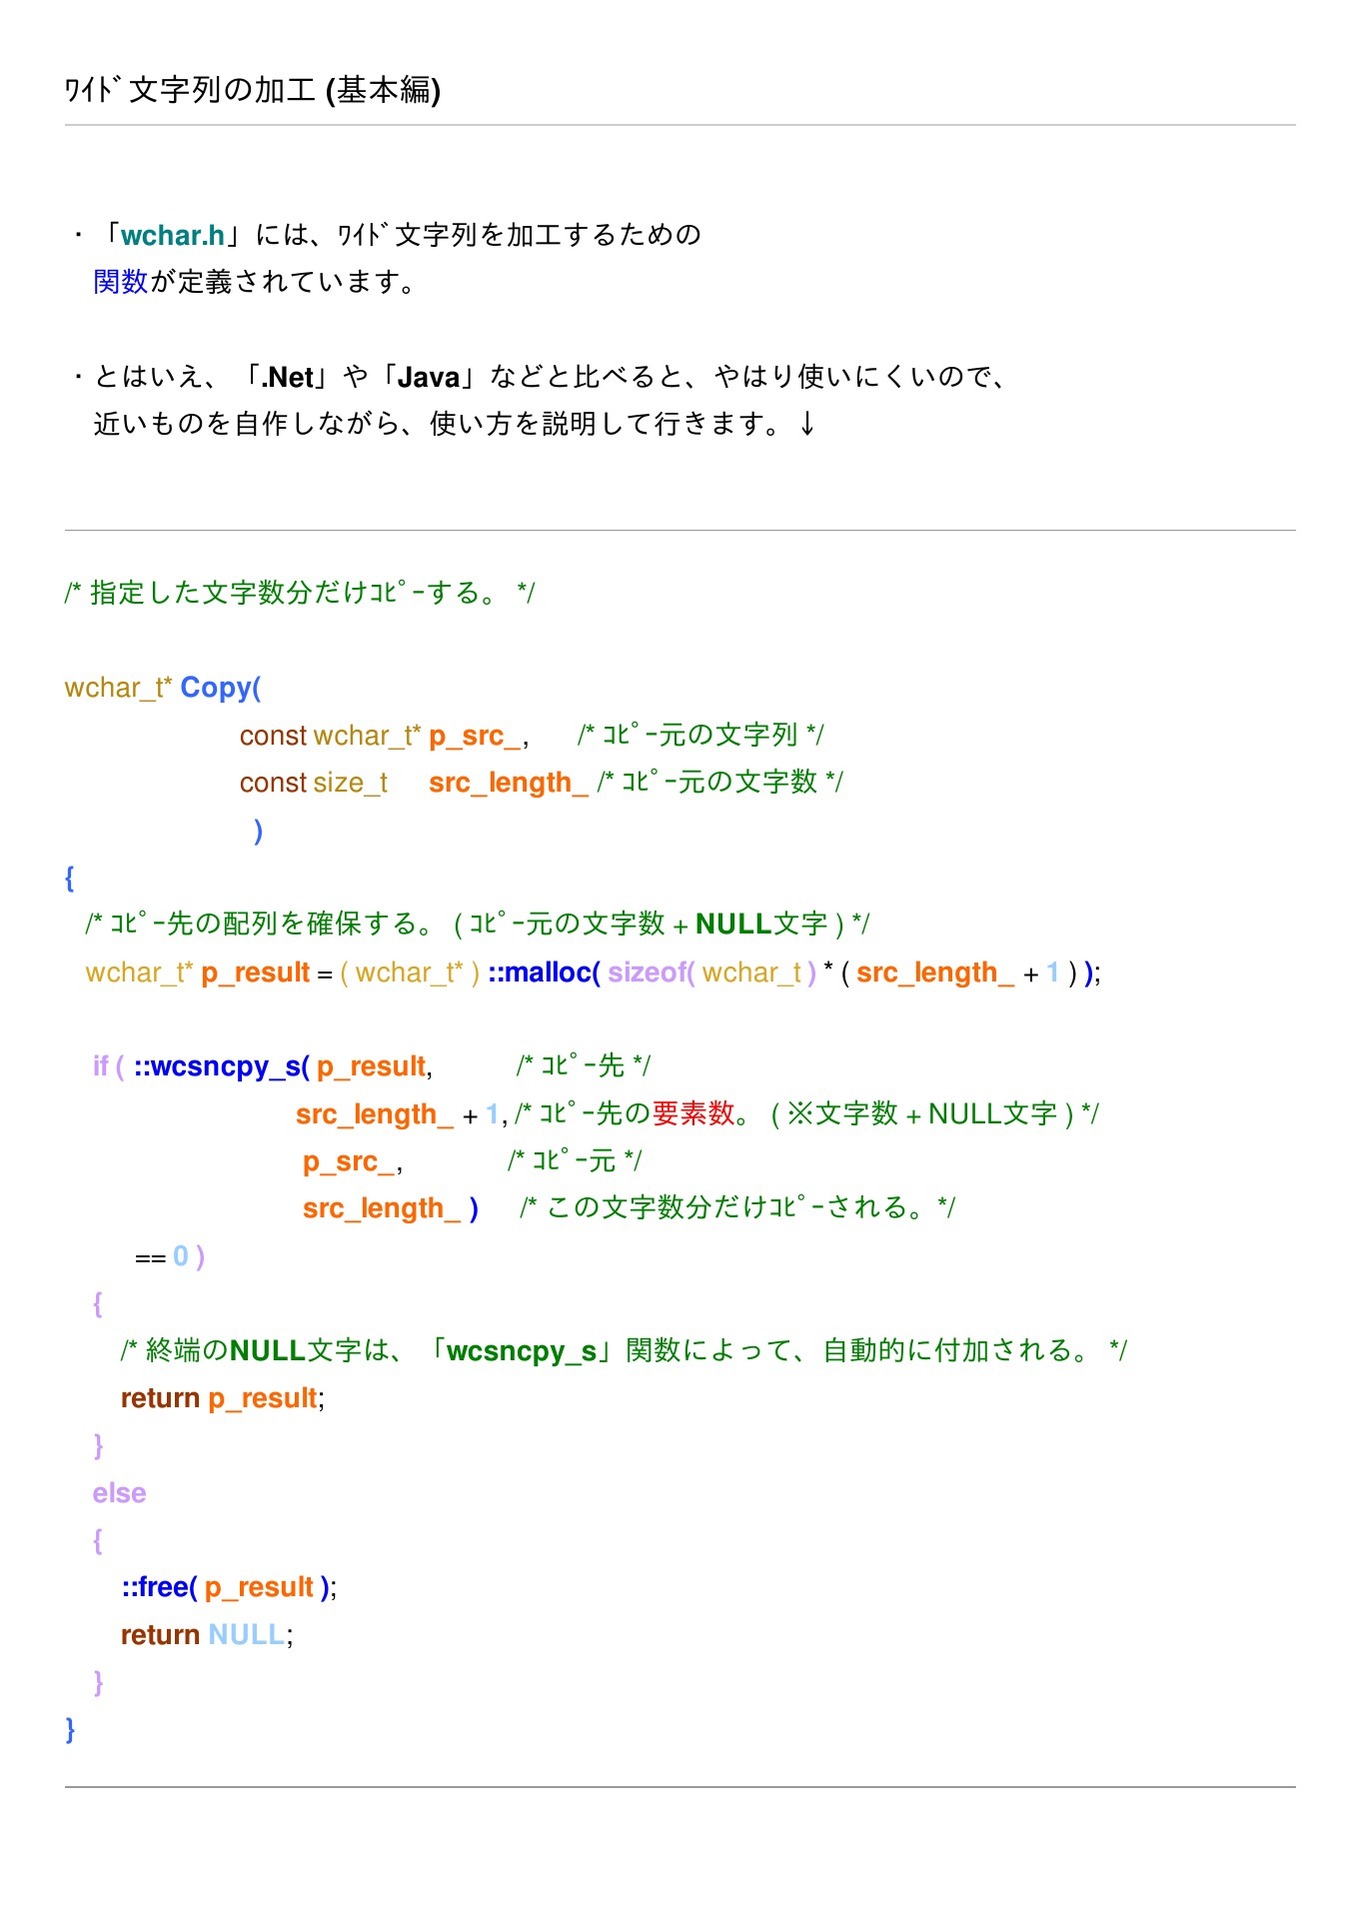 ﾜｲﾄﾞ文字列の加工 (基本編)
・「wchar.h」には、ﾜｲﾄﾞ文字列を加工するための
関数が定義されています。
・とはいえ、「.Net」や「Java」などと比べると、やはり使いにくいので、
近いものを自作しながら、使い方を説明して行きます。↓
/* 指定した文字数分だけｺﾋﾟｰする。 */
wchar_t* Copy(
const wchar_t* p_src_, /* ｺﾋﾟｰ元の文字列 */
const size_t src_length_ /* ｺﾋﾟｰ元の文字数 */
)
{
/* ｺﾋﾟｰ先の配列を確保する。 ( ｺﾋﾟｰ元の文字数 + NULL文字 ) */
wchar_t* p_result = ( wchar_t* ) ::malloc( sizeof( wchar_t ) * ( src_length_ + 1 ) );
if ( ::wcsncpy_s( p_result, /* ｺﾋﾟｰ先 */
src_length_ + 1, /* ｺﾋﾟｰ先の要素数。 ( ※文字数 + NULL文字 ) */
p_src_, /* ｺﾋﾟｰ元 */
src_length_ ) /* この文字数分だけｺﾋﾟｰされる。*/
== 0 )
{
/* 終端のNULL文字は、「wcsncpy_s」関数によって、自動的に付加される。 */
return p_result;
}
else
{
::free( p_result );
return NULL;
}
}